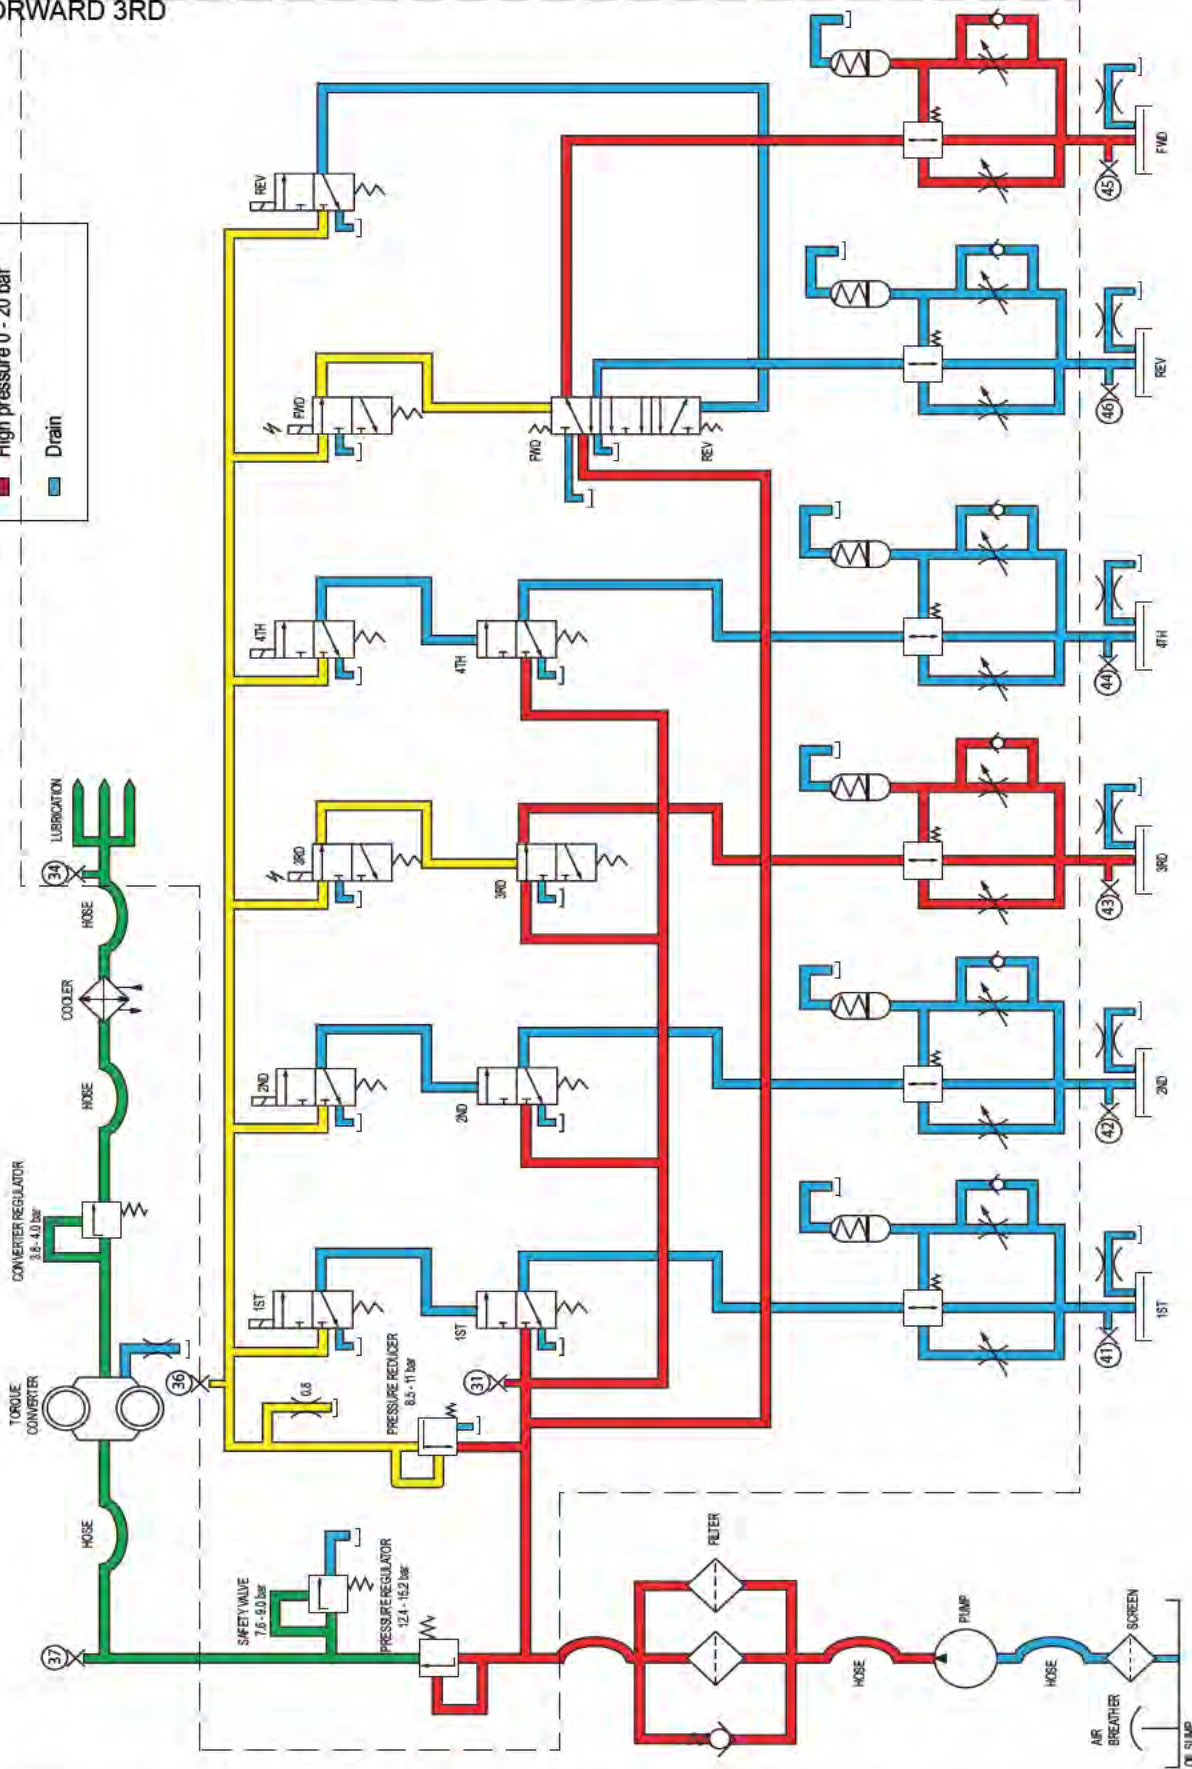 FORWARD 3RD
High pressure 0 - 20 bar
Drain
REV
FWD
4TH
3RD
2ND
1ST
FWD
REV
4TH
3RD
2ND
1ST
LUBRICATION
34
HOSE
COOLER
HOSE
CONVERTER REGULATOR
3.8 - 4.0 bar
TORQUE
CONVERTER
36
0.8
PRESSURE REDUCER
8.5 - 11 bar
31
HOSE
37
SAFETY VALVE
7.6 - 9.0 bar
PRESSURE REGULATOR
12.4 - 15.2 bar
FILTER
PUMP
HOSE
HOSE
SCREEN
AIR
BREATHER
OIL SUMP
45
FWD
46
REV
44
4TH
43
3RD
42
2ND
41
1ST